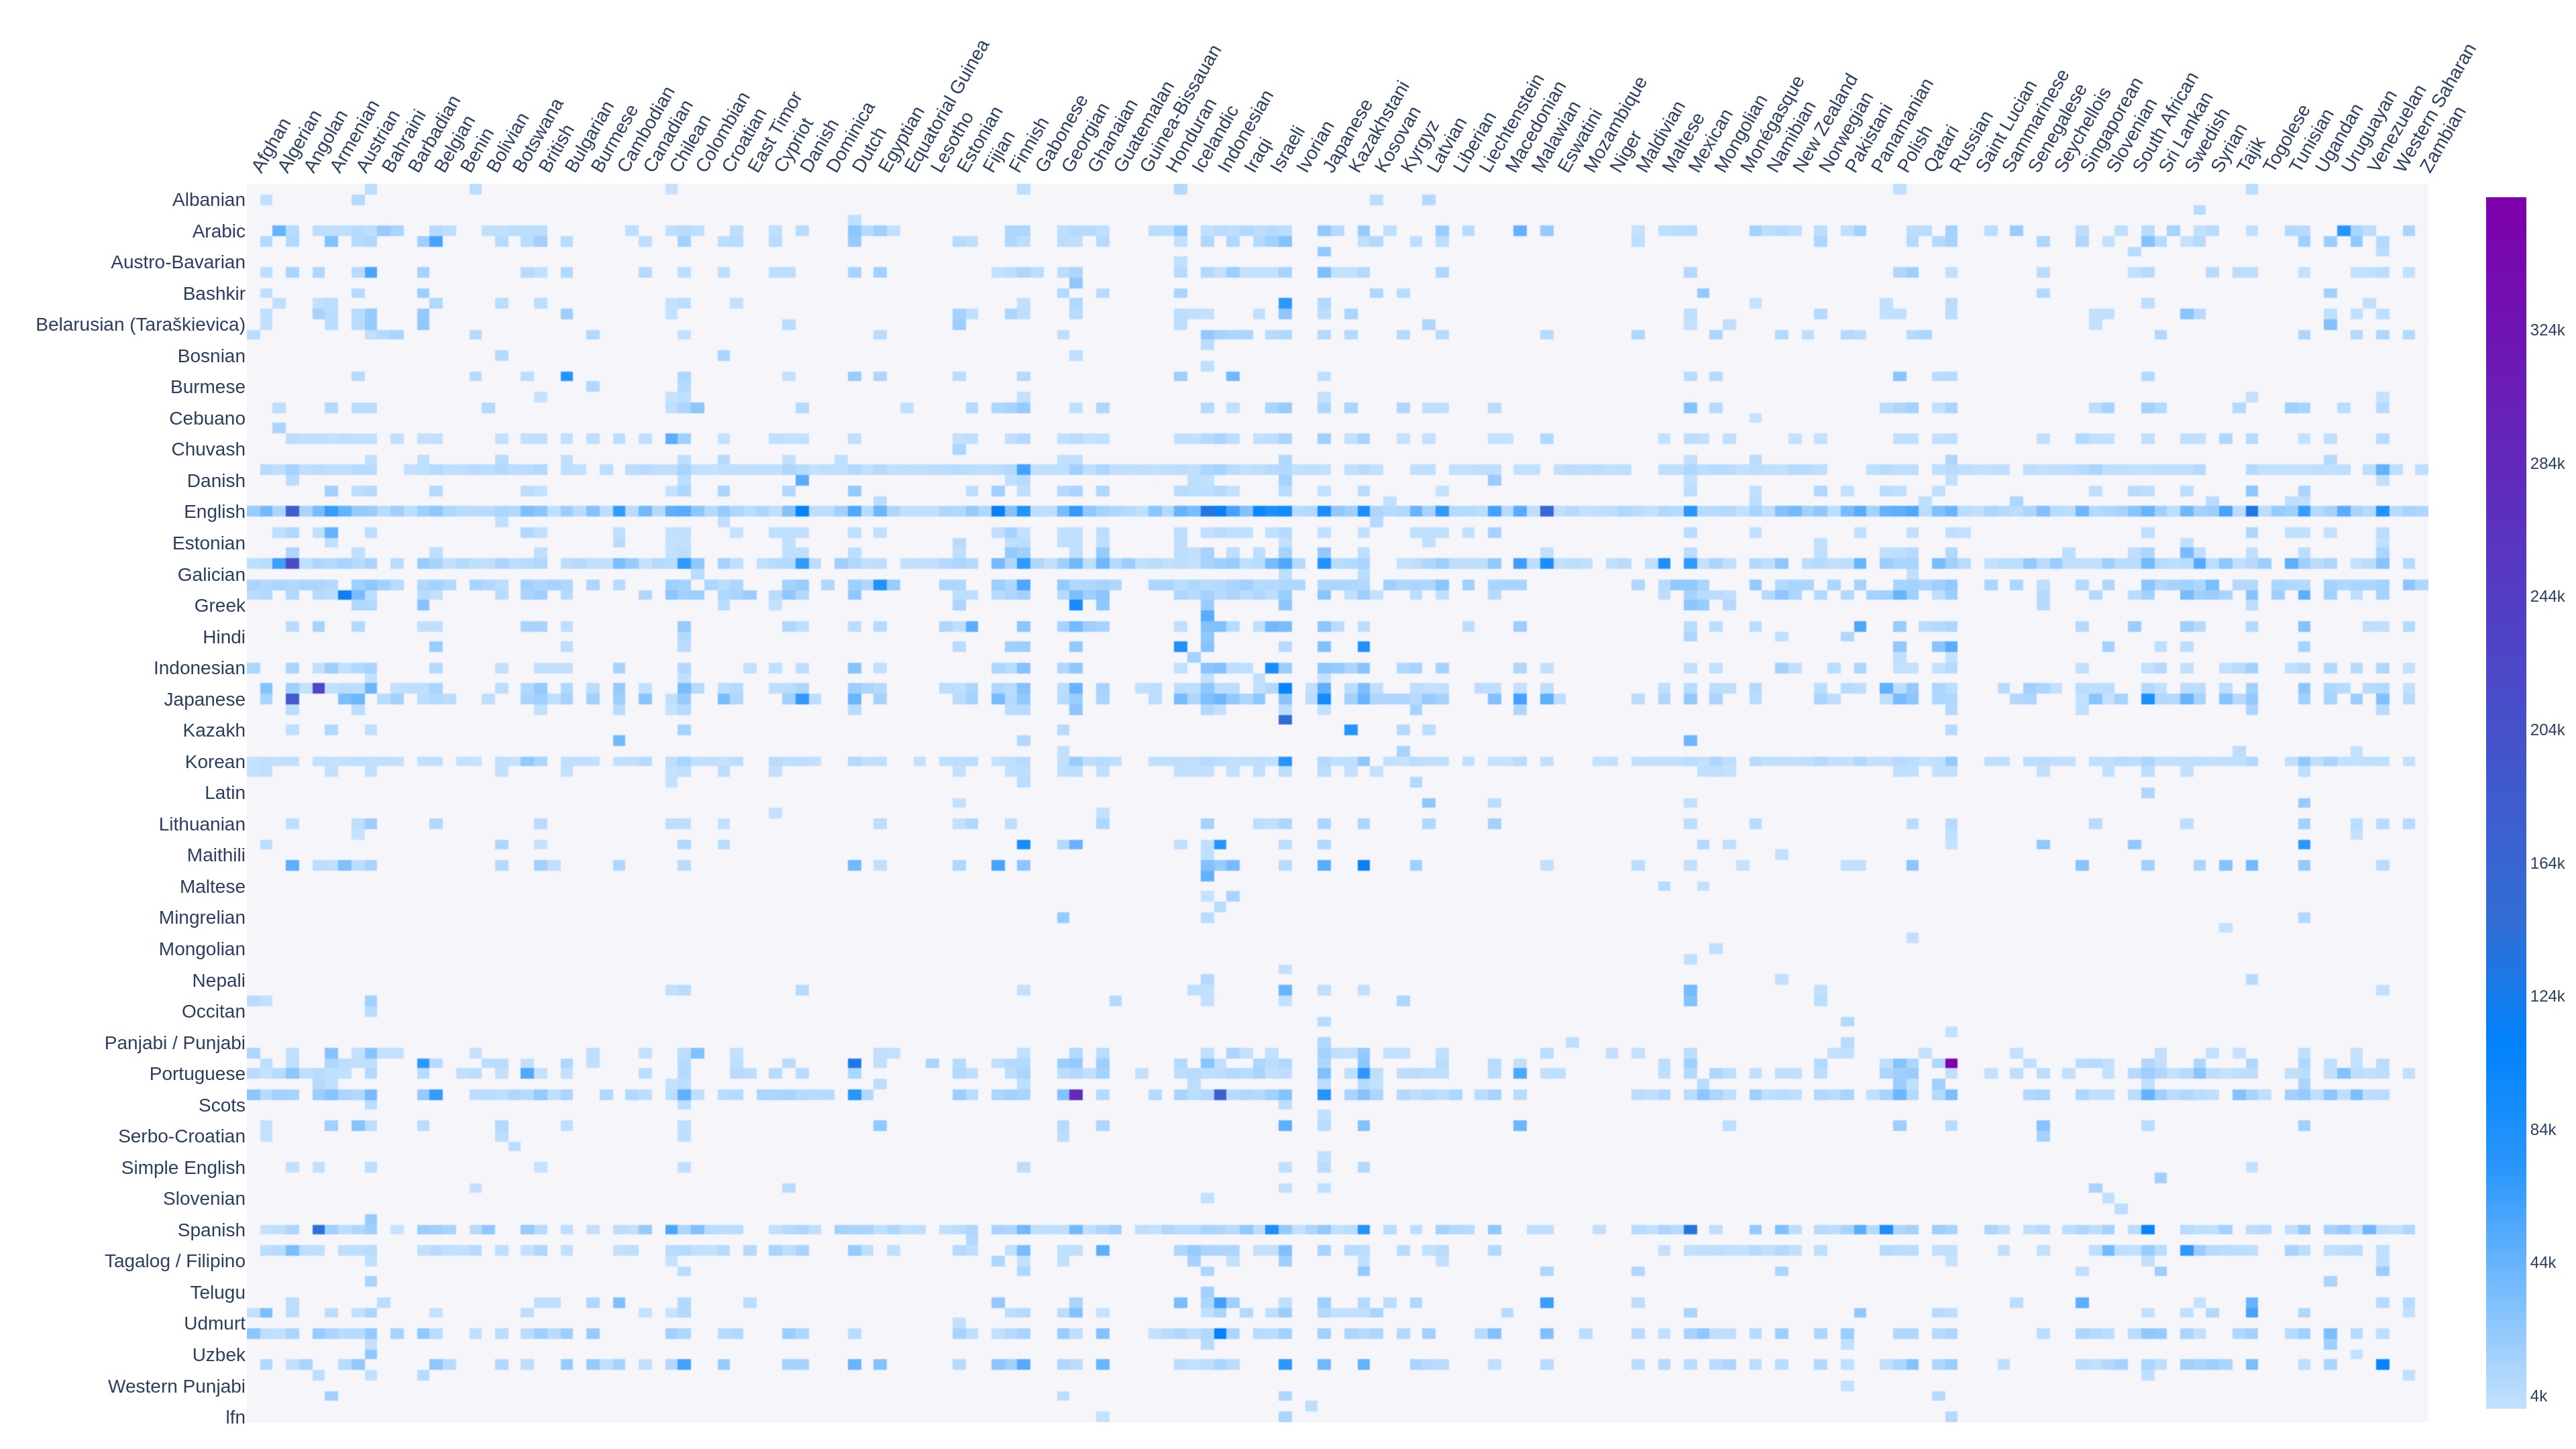 Afghan
Algerian
Angolan
Armenian
Austrian
Bahraini
Barbadian
Belgian
Benin
Bolivian
Botswana
British
Bulgarian
Burmese
Cambodian
Canadian
Chilean
Colombian
Croatian
East Timor
Cypriot
Danish
Dominica
Dutch
Egyptian
Equatorial Guinea
Lesotho
Estonian
Fijian
Finnish
Gabonese
Georgian
Ghanaian
Guatemalan
Guinea-Bissauan
Honduran
Icelandic
Indonesian
Iraqi
Israeli
Ivorian
Japanese
Kazakhstani
Kosovan
Kyrgyz
Latvian
Liberian
Liechtenstein
Macedonian
Malawian
Eswatini
Mozambique
Niger
Maldivian
Maltese
Mexican
Mongolian
Monégasque
Namibian
New Zealand
Norwegian
Pakistani
Panamanian
Polish
Qatari
Russian
Saint Lucian
Sammarinese
Senegalese
Seychellois
Singaporean
Slovenian
South African
Sri Lankan
Swedish
Syrian
Tajik
Togolese
Tunisian
Ugandan
Uruguayan
Venezuelan
Western Saharan
Zambian
Albanian
Arabic
Austro-Bavarian
Bashkir
Belarusian (Taraškievica)
Bosnian
Burmese
Cebuano
Chuvash
Danish
English
Estonian
Galician
Greek
Hindi
Indonesian
Japanese
Kazakh
Korean
Latin
Lithuanian
Maithili
Maltese
Mingrelian
Mongolian
Nepali
Occitan
Panjabi / Punjabi
Portuguese
Scots
Serbo-Croatian
Simple English
Slovenian
Spanish
Tagalog / Filipino
Telugu
Udmurt
Uzbek
Western Punjabi
lfn
324k
284k
244k
204k
164k
124k
84k
44k
4k